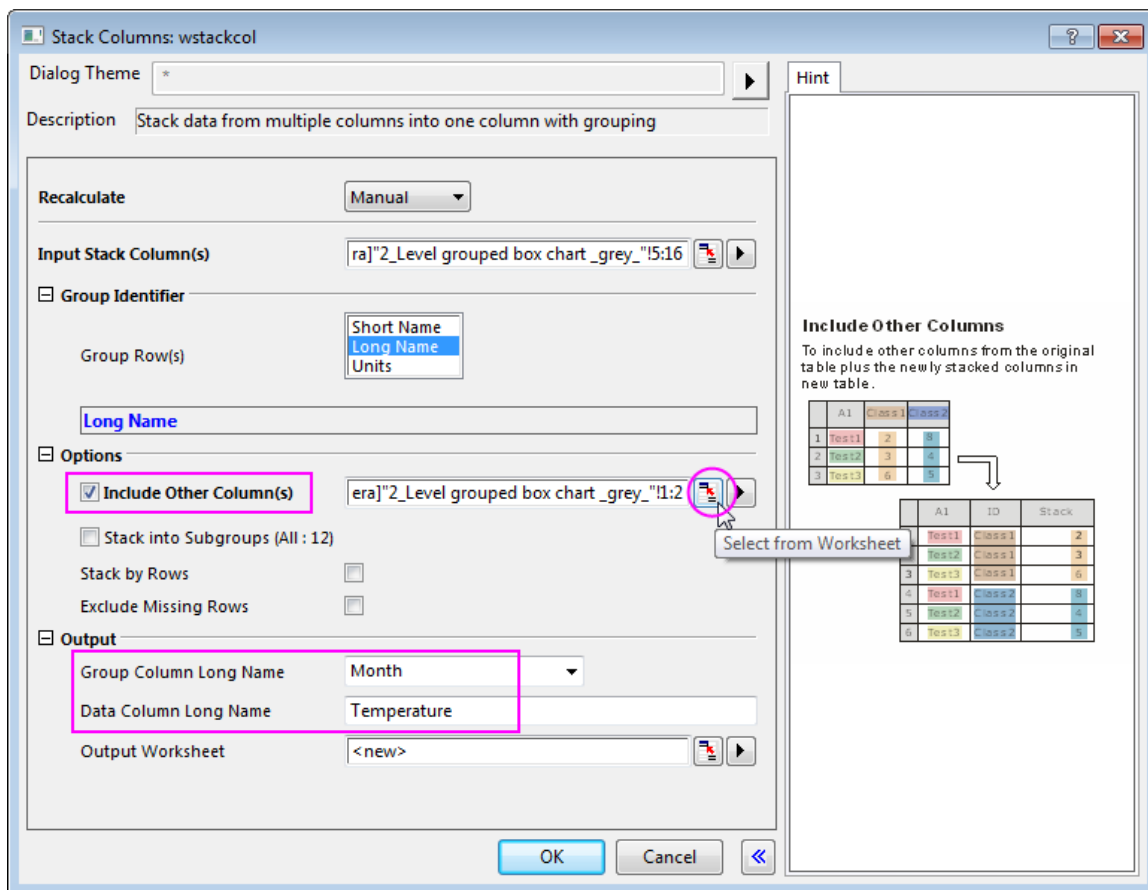 Stack Columns: wstackcol
Dialog Theme *
Description Stack data from multiple columns into one column with grouping
Recalculate Manual
Input Stack Column(s) ra]"2_Level grouped box chart _grey_"!5:16
Group Identifier
Short Name
Group Row(s) Long Name
Units
Long Name
Options
Include Other Column(s) era]"2_Level grouped box chart _grey_"!1:2
Select from Worksheet
Stack into Subgroups (All : 12)
Stack by Rows
Exclude Missing Rows
Output
Group Column Long Name Month
Data Column Long Name Temperature
Output Worksheet <new>
OK Cancel
Hint
Include Other Columns
To include other columns from the original
table plus the newly stacked columns in
new table.
A1 Class1 Class2
1 Test1 2 8
2 Test2 3 4
3 Test3 6 5
A1 ID Stack
Test1 Class1 2
Test2 Class1 3
3 Test3 Class1 6
4 Test1 Class2 8
5 Test2 Class2 4
6 Test3 Class2 5